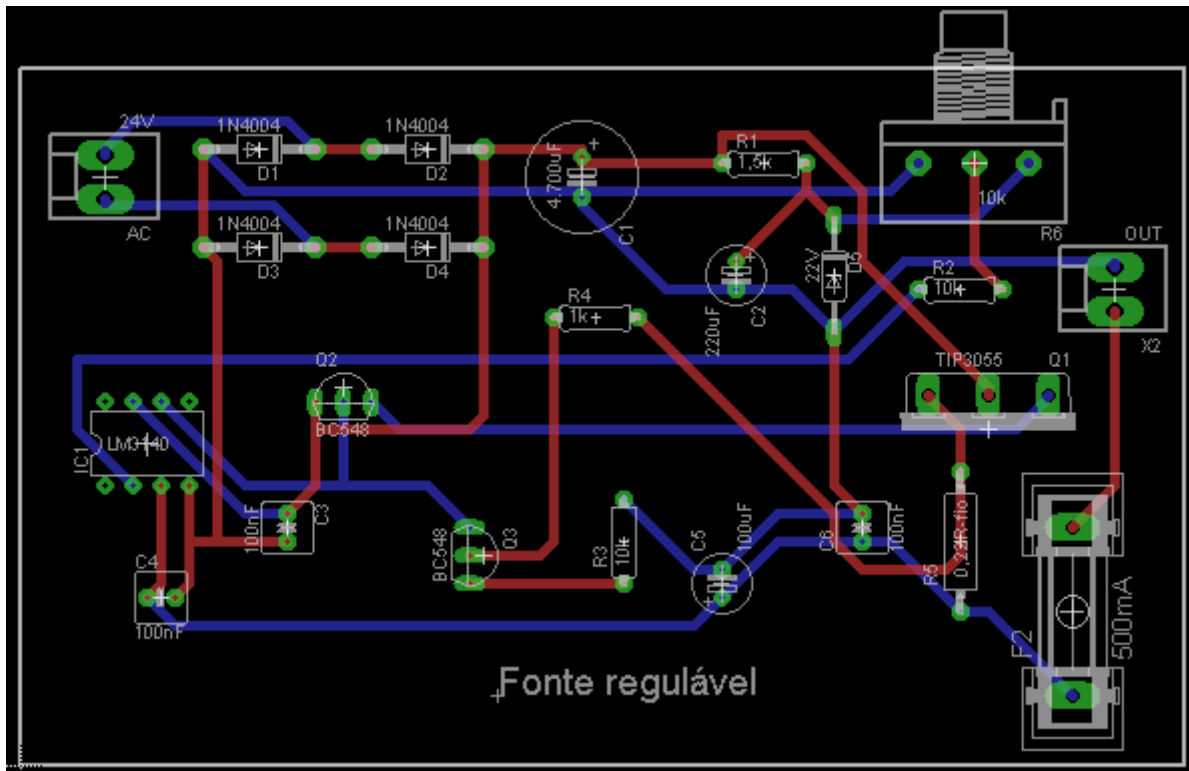 24V
AC
1N4004
D1
1N4004
D2
1N4004
D3
1N4004
D4
4.700uF
C1
+
R1
1,5k
10k
R6
OUT
X2
22V
D5
220uF
C2
+
R2
10k
R4
1k
Q2
BC548
TIP3055
Q1
IC1
100nF
C3
C4
100nF
BC548
Q3
R3
10k
C5
100uF
+
C6
100nF
R5
F2
500mA
Fonte regulável